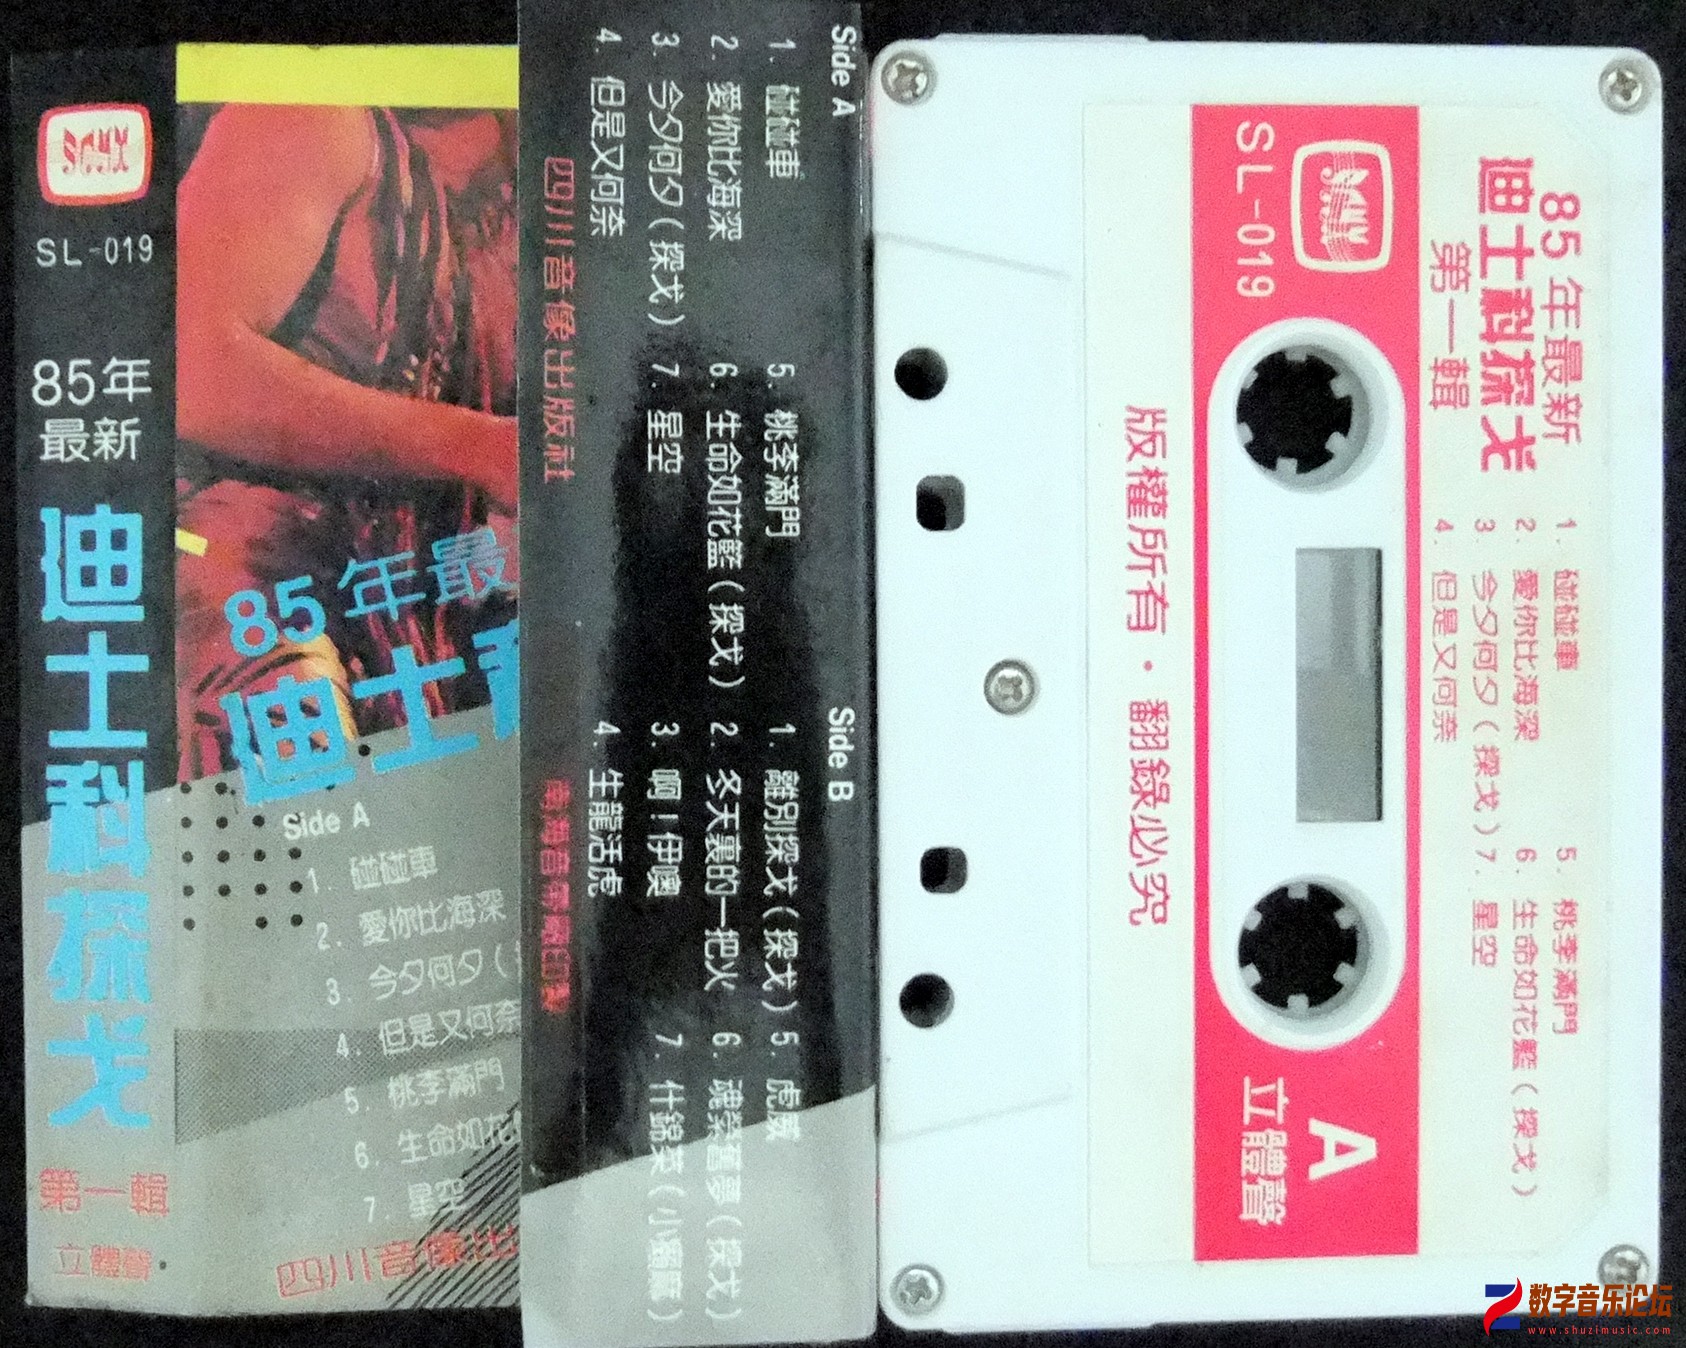 SL-019
85年
最新
迪士科探戈
第一輯
立體聲
85年最
迪士科
Side A
1. 碰碰車
2. 愛你比海深
3. 今夕何夕(
4. 但是又何奈
5. 桃李滿門
6. 生命如花
7. 星空
四川音像出
Side A
1. 碰碰車
2. 愛你比海深
3. 今夕何夕(探戈)
4. 但是又何奈
5. 桃李滿門
6. 生命如花籃(探戈)
7. 星空
四川音像出版社
Side B
1. 離別探戈(探戈)
2. 冬天裏的一把火
3. 啊!伊噢
4. 生龍活虎
5. 虎威
6. 魂縈舊夢(探戈)
7. 什錦菜(小蘋蘋)
85年最新
迪士科探戈
第一輯
1. 碰碰車
2. 愛你比海深
3. 今夕何夕(探戈)
4. 但是又何奈
5. 桃李滿門
6. 生命如花籃(探戈)
7. 星空
SL-019
A
立體聲
版權所有·翻錄必究
数字音乐论坛
www.shuzimusic.com